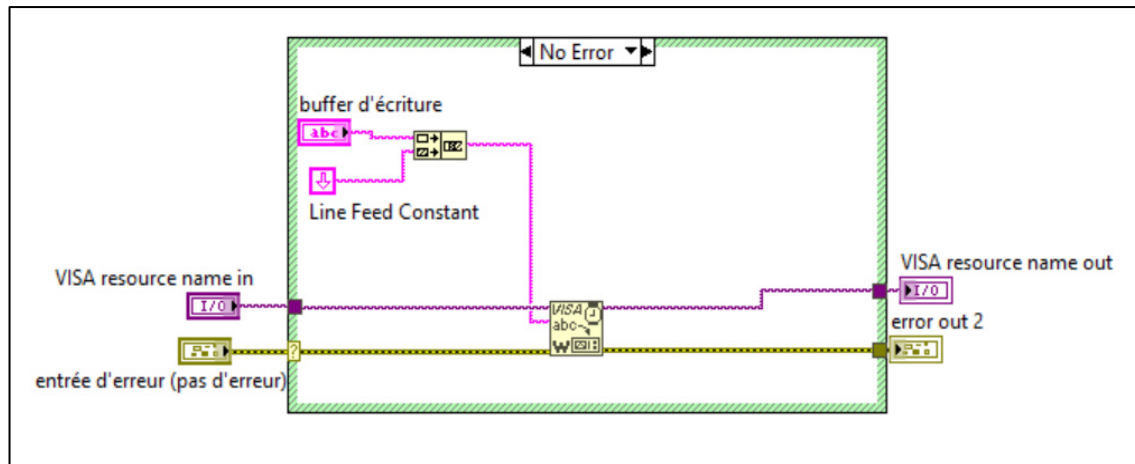 No Error
buffer d'écriture
abc
Line Feed Constant
VISA resource name in
I/O
VISA
abc
W
VISA resource name out
I/O
error out 2
?
entrée d'erreur (pas d'erreur)